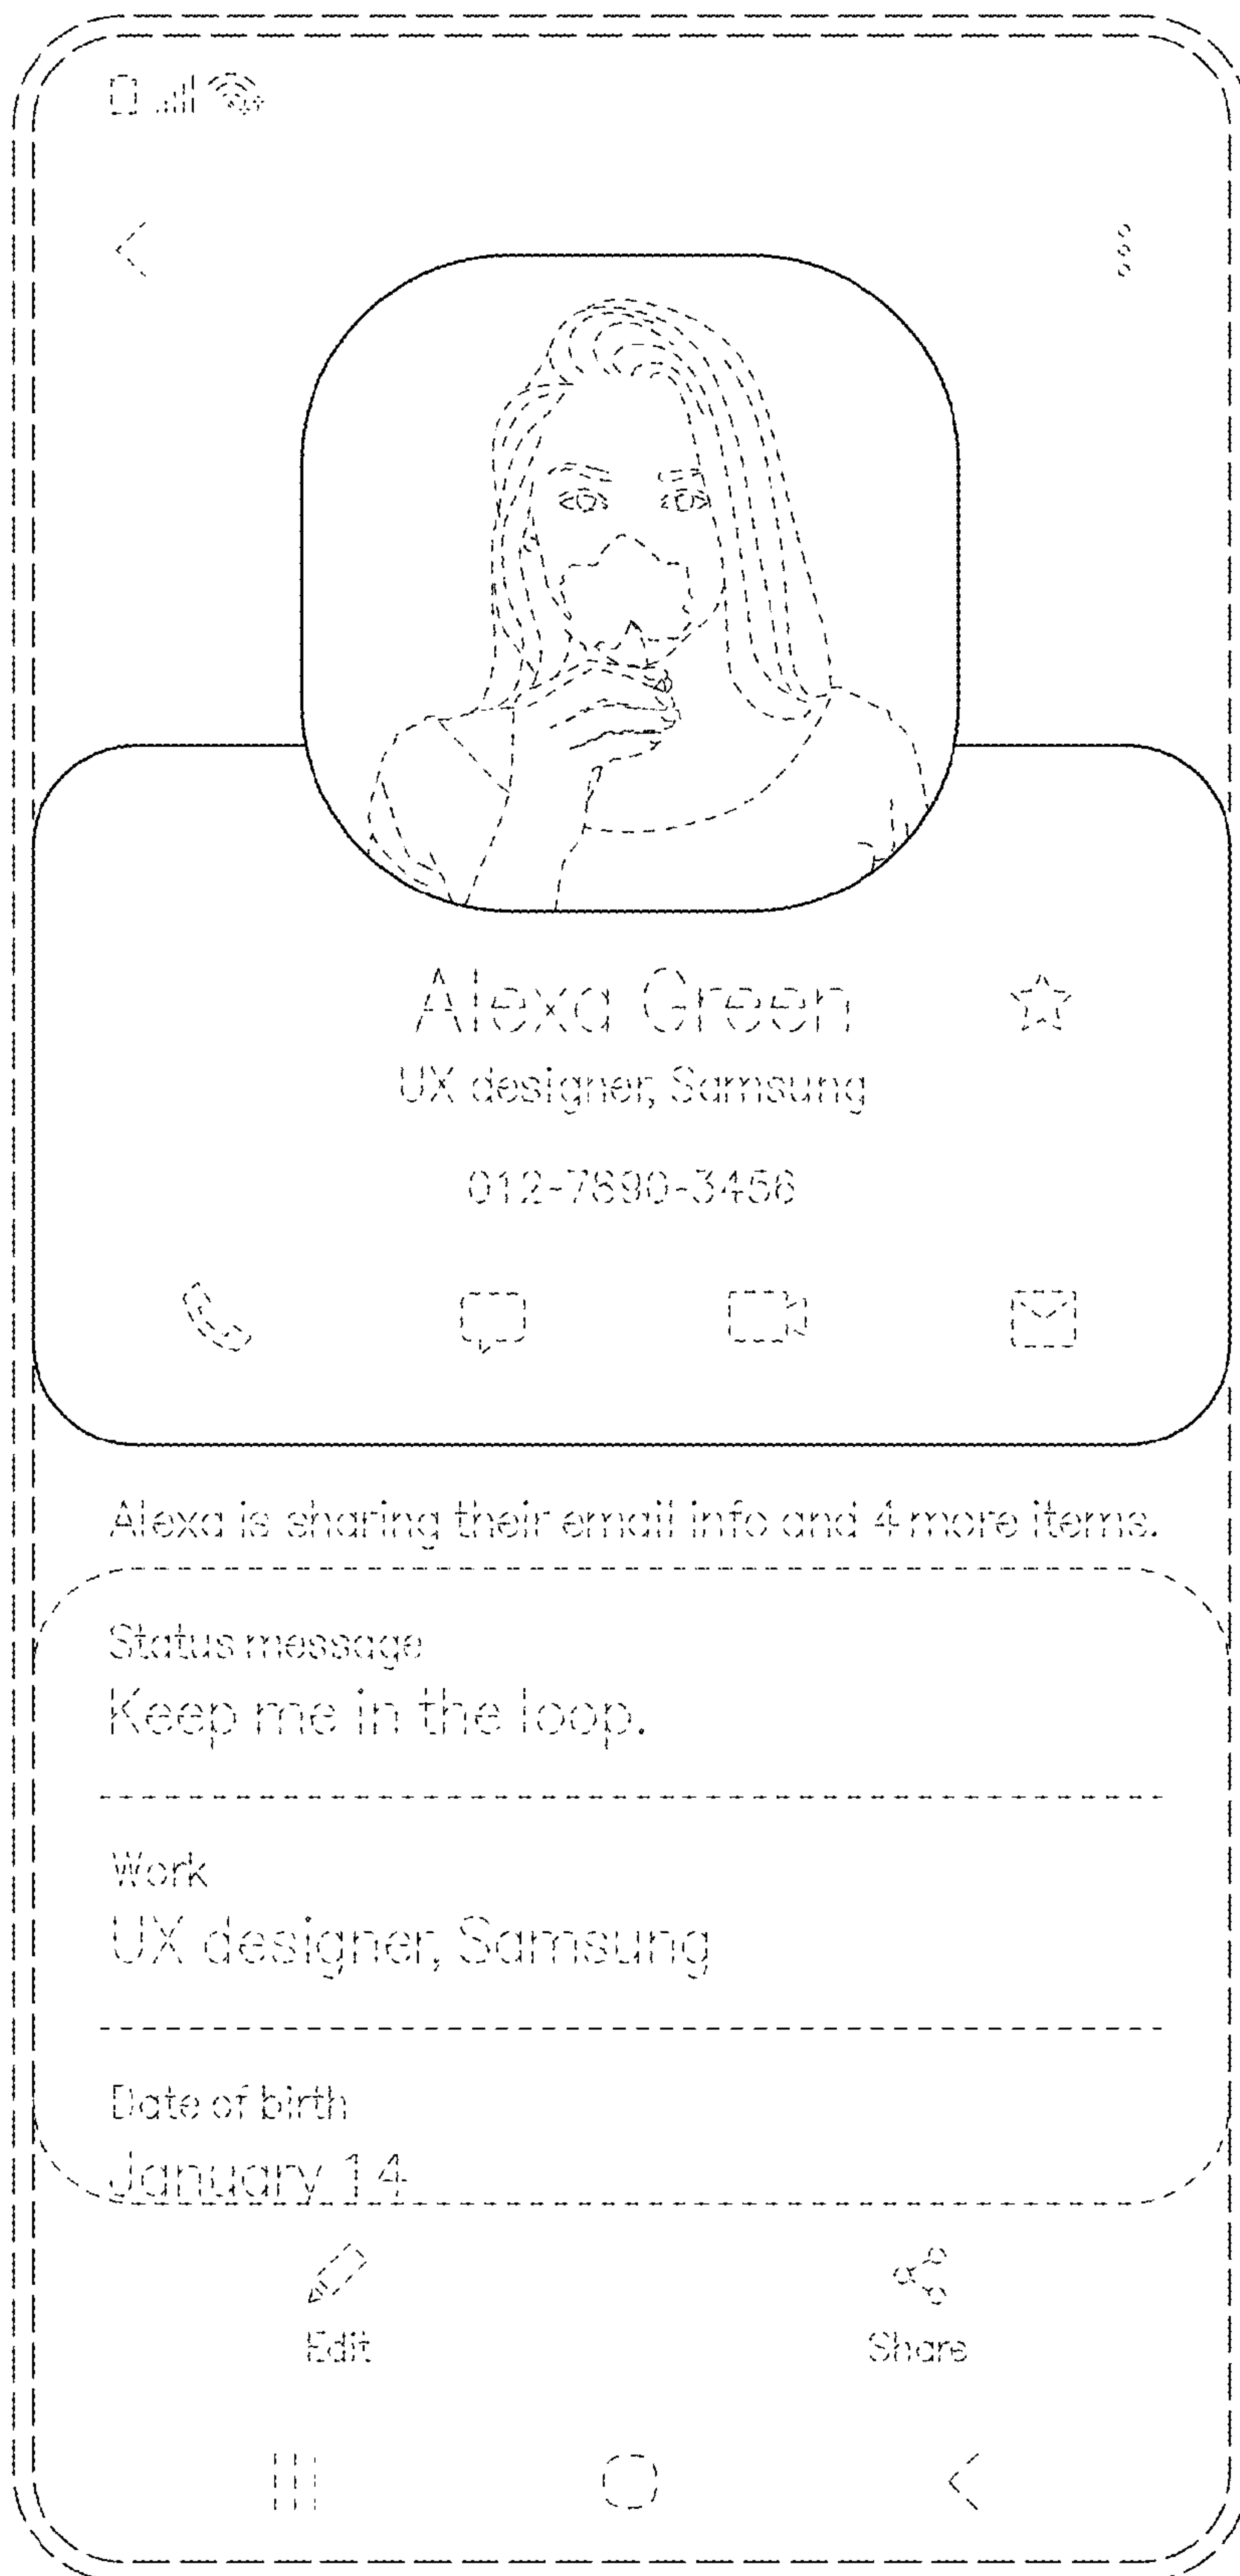 Alexa Green
UX designer, Samsung
012-7890-3456
Alexa is sharing their email info and 4 more items.
Status message
Keep me in the loop.
Work
UX designer, Samsung
Date of birth
January 14
Edit
Share